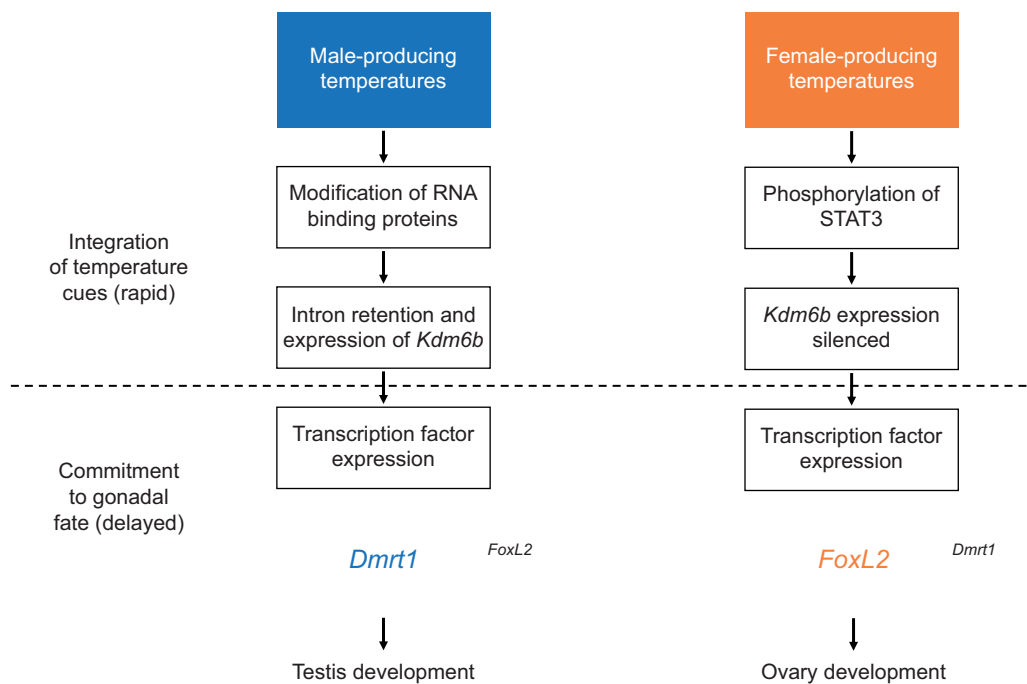 Male-producing
temperatures
Female-producing
temperatures
Integration
of temperature
cues (rapid)
Modification of RNA
binding proteins
Phosphorylation of
STAT3
Intron retention and
expression of Kdm6b
Kdm6b expression
silenced
Commitment
to gonadal
fate (delayed)
Transcription factor
expression
Transcription factor
expression
Dmrt1 FoxL2
FoxL2 Dmrt1
Testis development
Ovary development